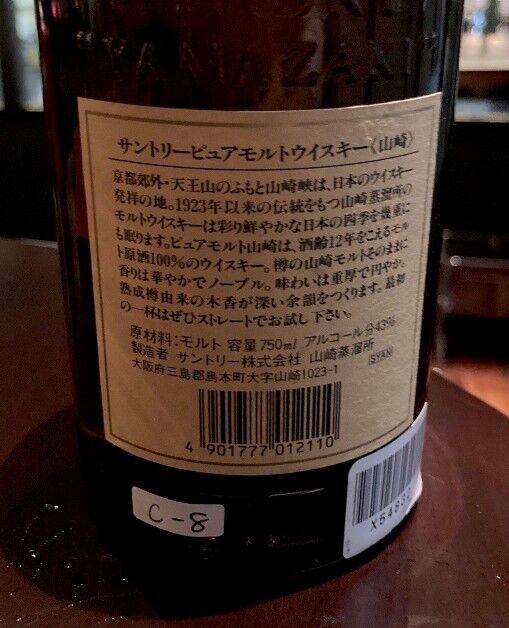 "YAMAZAKI"
サントリーピュアモルトウイスキー〈山崎〉
京都郊外・天王山のふもと山崎峡は、日本のウイスキー
発祥の地。1923年以来の伝統をもつ山崎蒸溜所の
モルトウイスキーは彩り鮮やかな日本の四季を幾重に
も眠ります。ピュアモルト山崎は、酒齢12年をこえるモル
ト原酒100%のウイスキー。樽の山崎モルトそのままに
香りは華やかでノーブル。味わいは重厚で円やか。
熟成樽由来の木香が深い余韻をつくります。最初
の一杯はぜひストレートでお試し下さい。
原材料:モルト 容量750ml アルコール分43%
製造者 サントリー株式会社 山崎蒸溜所
大阪府三島郡島本町大字山崎1023-1 (SYAN)
4 901777 012110
C-8